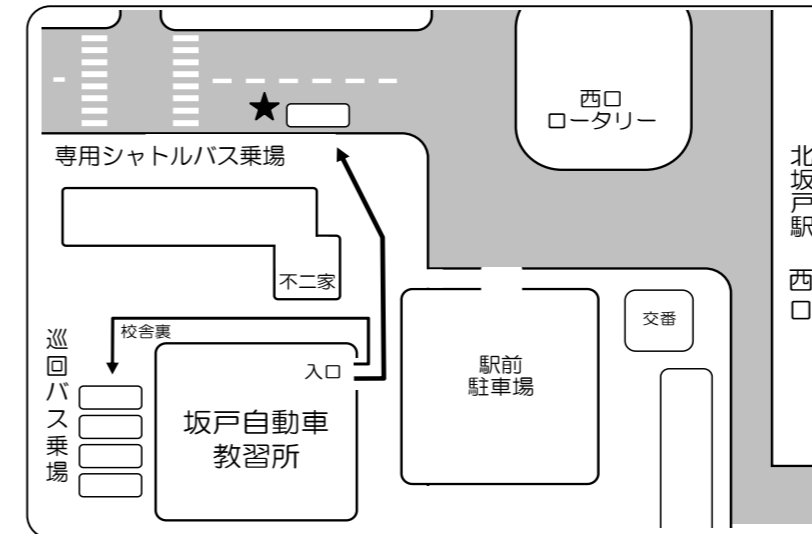 西口
ロータリー
専用シャトルバス乗場
北坂戸駅 西口
不二家
交番
校舎裏
巡回バス乗場
入口
駅前
駐車場
坂戸自動車
教習所